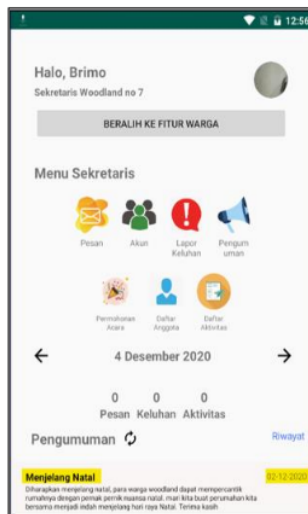 12:56
Halo, Brimo
Sekretaris Woodland no 7
BERALIH KE FITUR WARGA
Menu Sekretaris
Pesan
Akun
Lapor
Keluhan
Pengum
uman
Permohonan
Acara
Daftar
Anggota
Daftar
Aktivitas
4 Desember 2020
0 0 0
Pesan Keluhan Aktivitas
Pengumuman Riwayat
Menjelang Natal 02-12-2020
Diharapkan menjelang natal, para warga woodland dapat mempercantik
rumahnya dengan pernak pernik nuansa natal. mari kita buat perumahan kita
bersama menjadi indah menjelang hari raya Natal. Terima kasih